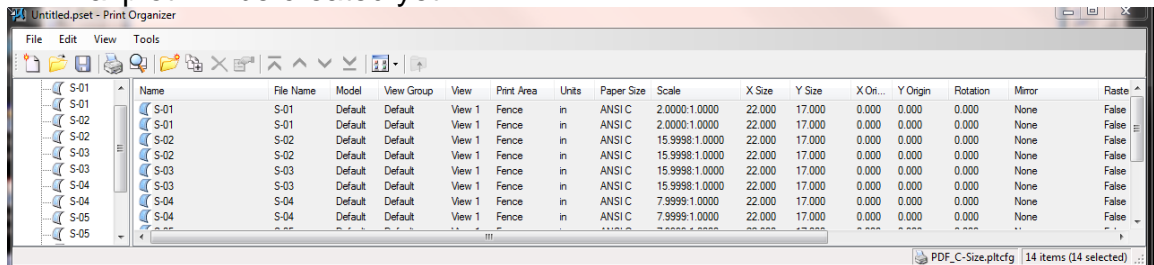 Untitled.pset - Print Organizer
File Edit View Tools
S-01
S-01
S-02
S-02
S-03
S-03
S-04
S-04
S-05
S-05
Name File Name Model View Group View Print Area Units Paper Size Scale X Size Y Size X Ori... Y Origin Rotation Mirror Raste
S-01 S-01 Default Default View 1 Fence in ANSI C 2.0000:1.0000 22.000 17.000 0.000 0.000 0.000 None False
S-01 S-01 Default Default View 1 Fence in ANSI C 2.0000:1.0000 22.000 17.000 0.000 0.000 0.000 None False
S-02 S-02 Default Default View 1 Fence in ANSI C 15.9998:1.0000 22.000 17.000 0.000 0.000 0.000 None False
S-02 S-02 Default Default View 1 Fence in ANSI C 15.9998:1.0000 22.000 17.000 0.000 0.000 0.000 None False
S-03 S-03 Default Default View 1 Fence in ANSI C 15.9998:1.0000 22.000 17.000 0.000 0.000 0.000 None False
S-03 S-03 Default Default View 1 Fence in ANSI C 15.9998:1.0000 22.000 17.000 0.000 0.000 0.000 None False
S-04 S-04 Default Default View 1 Fence in ANSI C 7.9999:1.0000 22.000 17.000 0.000 0.000 0.000 None False
S-04 S-04 Default Default View 1 Fence in ANSI C 7.9999:1.0000 22.000 17.000 0.000 0.000 0.000 None False
PDF_C-Size.pltcfg 14 items (14 selected)